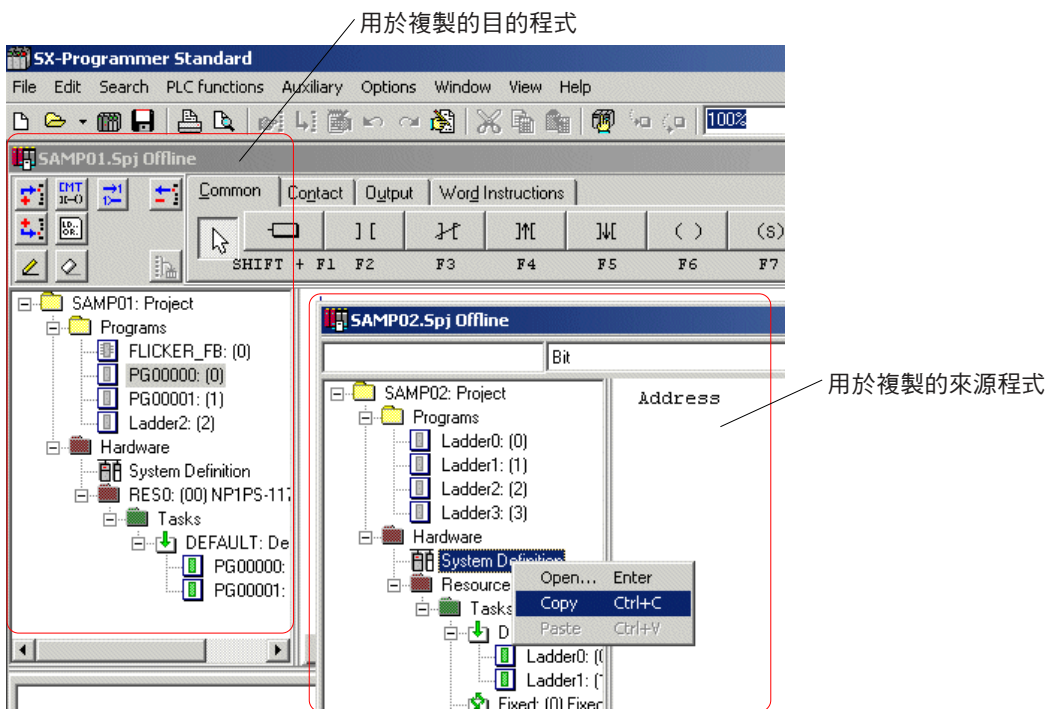 用於複製的目的程式
SX-Programmer Standard
File Edit Search PLC functions Auxiliary Options Window View Help
100%
SAMP01.Spj Offline
Common Contact Output Word Instructions
SHIFT + F1 F2 F3 F4 F5 F6 F7
SAMP01: Project
Programs
FLICKER_FB: (0)
PG00000: (0)
PG00001: (1)
Ladder2: (2)
Hardware
System Definition
RES0: (00) NP1PS-117
Tasks
DEFAULT: De
PG00000:
PG00001:
SAMP02.Spj Offline
Bit
SAMP02: Project
Programs
Ladder0: (0)
Ladder1: (1)
Ladder2: (2)
Ladder3: (3)
Hardware
System Definition
Resource
Tasks
D
Ladder0: (
Ladder1: (
Fixed: (0) Fixed
Address
Open... Enter
Copy Ctrl+C
Paste Ctrl+V
用於複製的來源程式